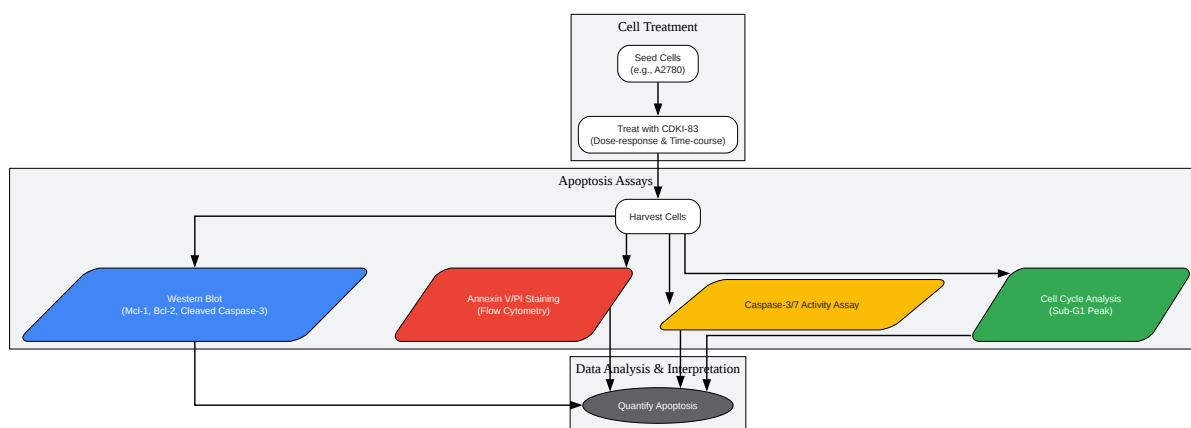 Cell Treatment
Seed Cells
(e.g., A2780)
Treat with CDKI-83
(Dose-response & Time-course)
Apoptosis Assays
Harvest Cells
Western Blot
(Mcl-1, Bcl-2, Cleaved Caspase-3)
Annexin V/PI Staining
(Flow Cytometry)
Caspase-3/7 Activity Assay
Cell Cycle Analysis
(Sub-G1 Peak)
Data Analysis & Interpretation
Quantify Apoptosis